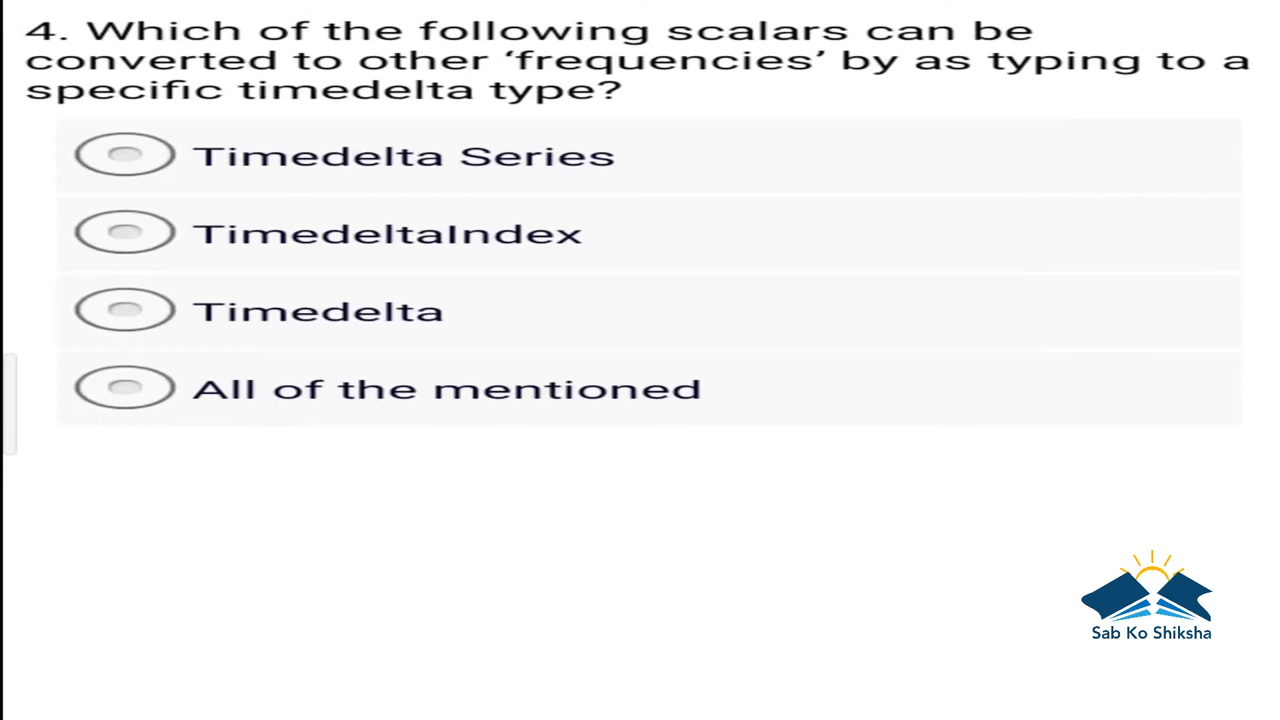 4. Which of the following scalars can be
converted to other ‘frequencies’ by as typing to a
specific timedelta type?
Timedelta Series
TimedeltaIndex
Timedelta
All of the mentioned
Sab Ko Shiksha